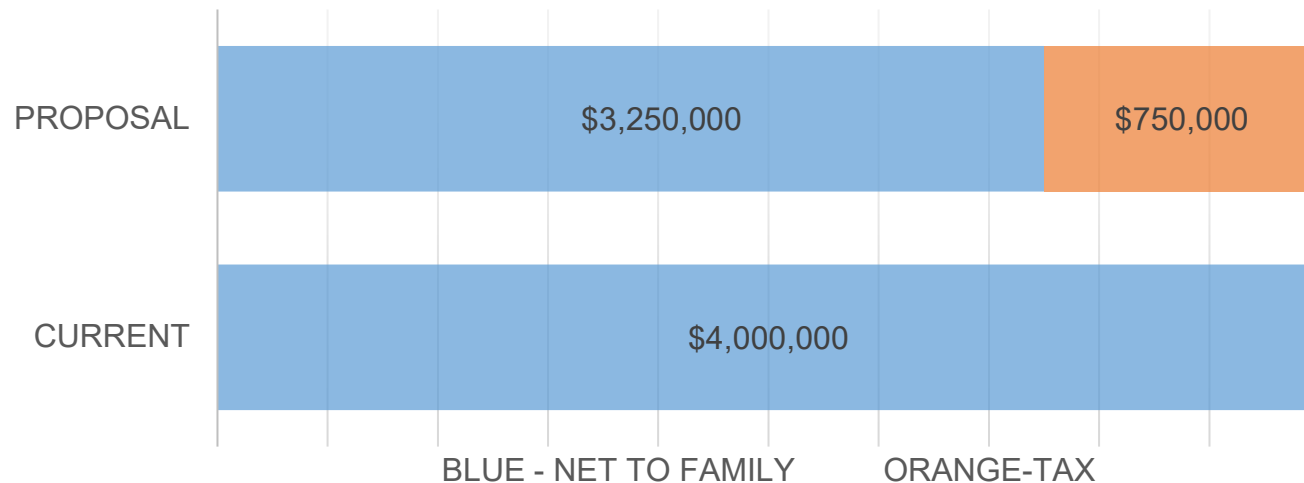 PROPOSAL $3,250,000 $750,000
CURRENT $4,000,000
BLUE - NET TO FAMILY ORANGE-TAX